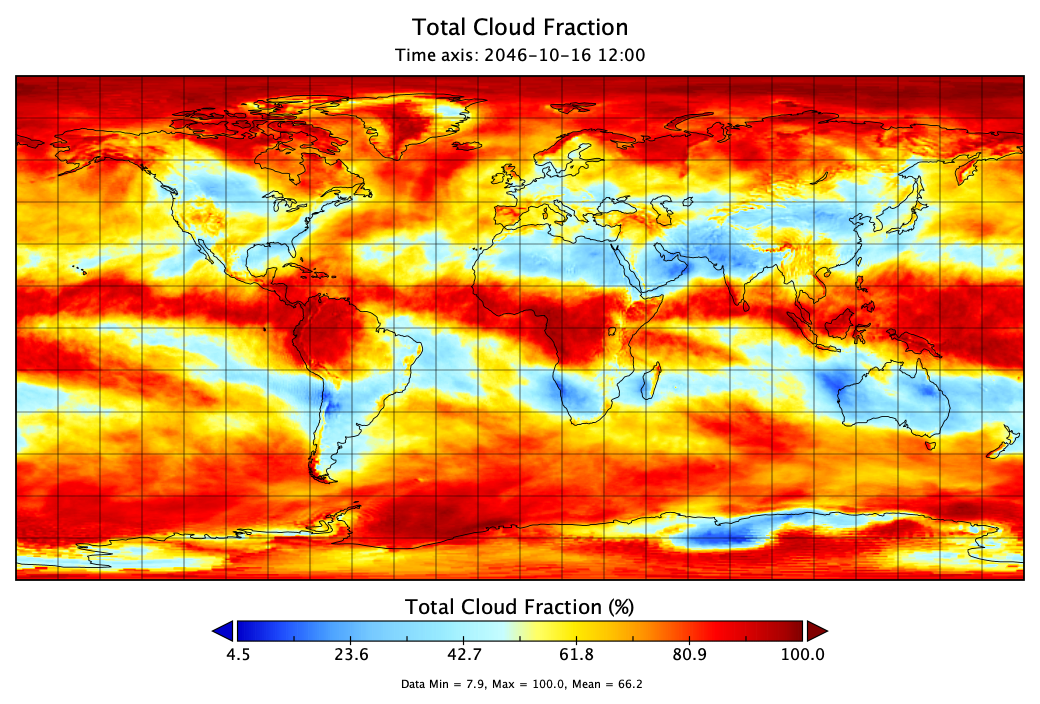 Total Cloud Fraction
Time axis: 2046-10-16 12:00
Total Cloud Fraction (%)
4.5 23.6 42.7 61.8 80.9 100.0
Data Min = 7.9, Max = 100.0, Mean = 66.2